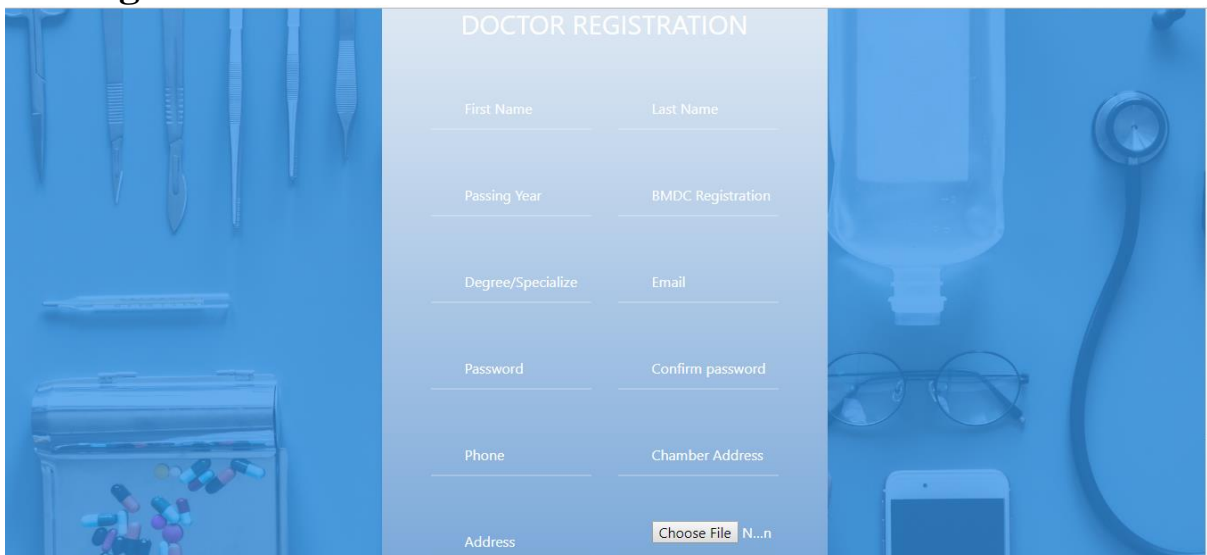 DOCTOR REGISTRATION
First Name Last Name
Passing Year BMDC Registration
Degree/Specialize Email
Password Confirm password
Phone Chamber Address
Address Choose File N...n